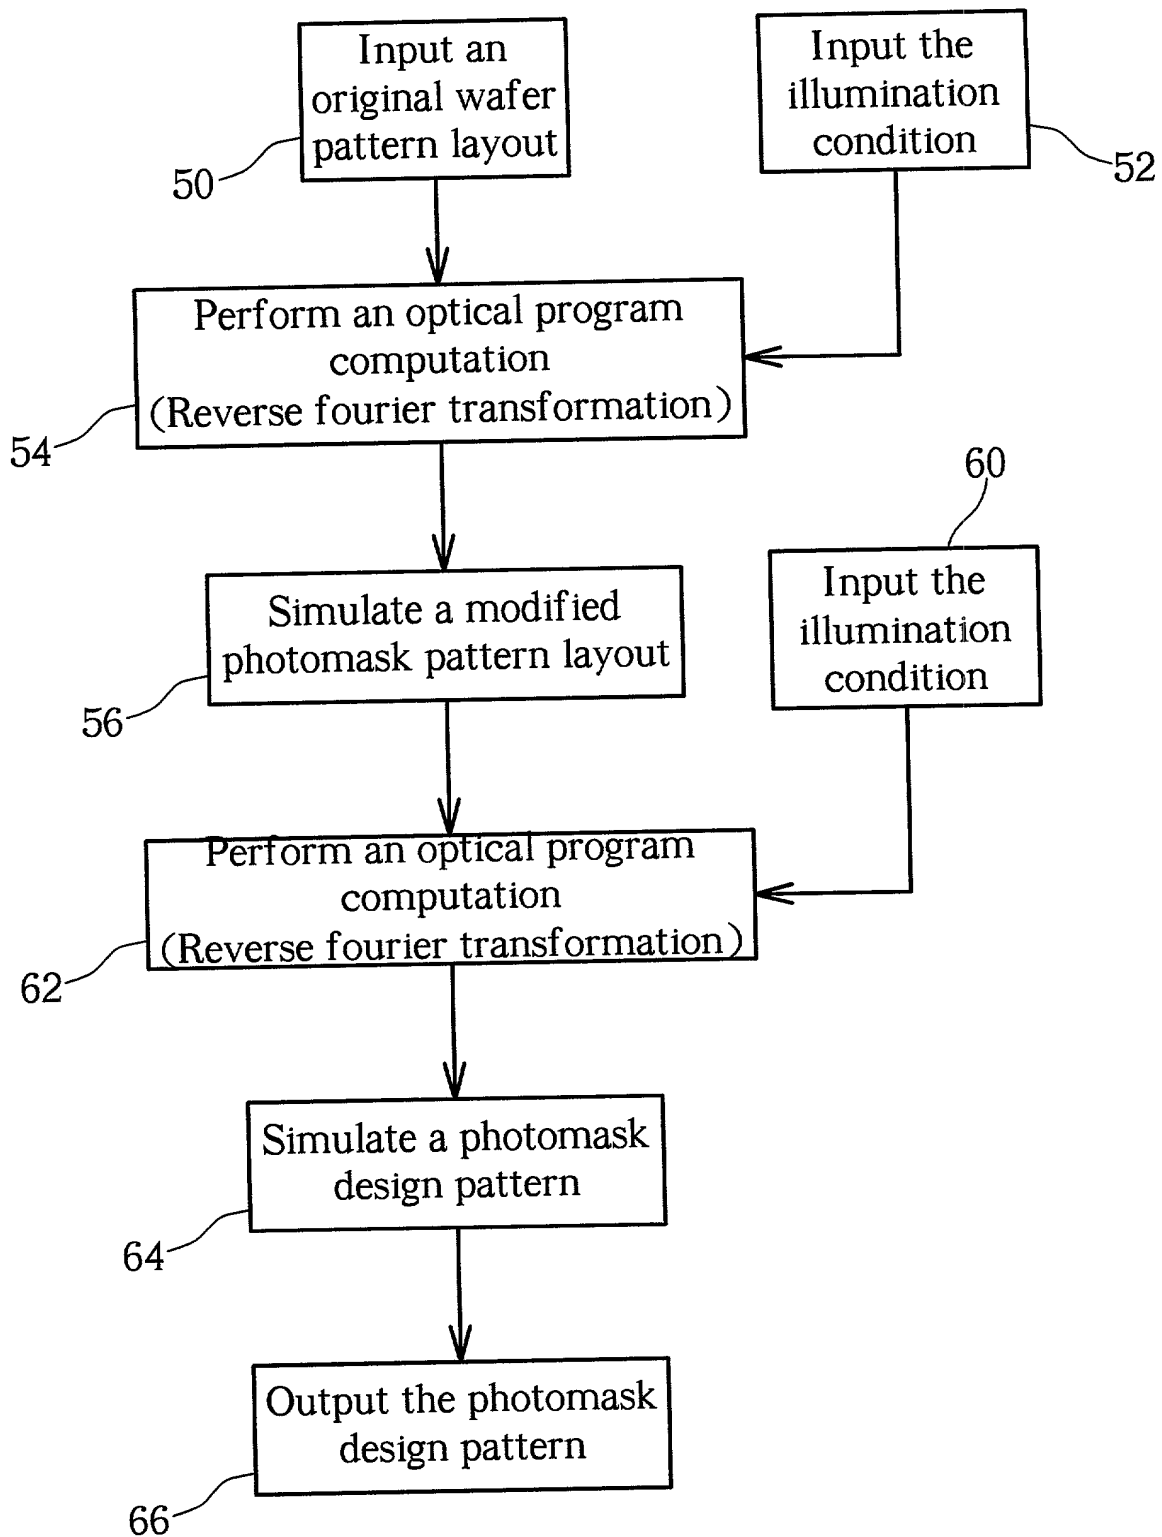 Input an
original wafer
pattern layout
50
Input the
illumination
condition
52
Perform an optical program
computation
(Reverse fourier transformation)
54
60
Input the
illumination
condition
Simulate a modified
photomask pattern layout
56
Perform an optical program
computation
(Reverse fourier transformation)
62
Simulate a photomask
design pattern
64
Output the photomask
design pattern
66